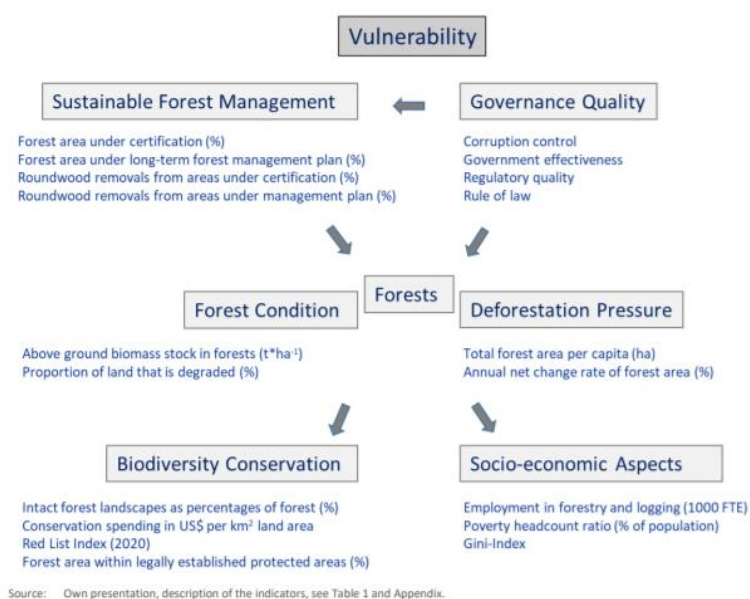 Vulnerability
Sustainable Forest Management
Forest area under certification (%)
Forest area under long-term forest management plan (%)
Roundwood removals from areas under certification (%)
Roundwood removals from areas under management plan (%)
Governance Quality
Corruption control
Government effectiveness
Regulatory quality
Rule of law
Forests
Forest Condition
Above ground biomass stock in forests (t*ha⁻¹)
Proportion of land that is degraded (%)
Deforestation Pressure
Total forest area per capita (ha)
Annual net change rate of forest area (%)
Biodiversity Conservation
Intact forest landscapes as percentages of forest (%)
Conservation spending in US$ per km² land area
Red List Index (2020)
Forest area within legally established protected areas (%)
Socio-economic Aspects
Employment in forestry and logging (1000 FTE)
Poverty headcount ratio (% of population)
Gini-Index
Source: Own presentation, description of the indicators, see Table 1 and Appendix.